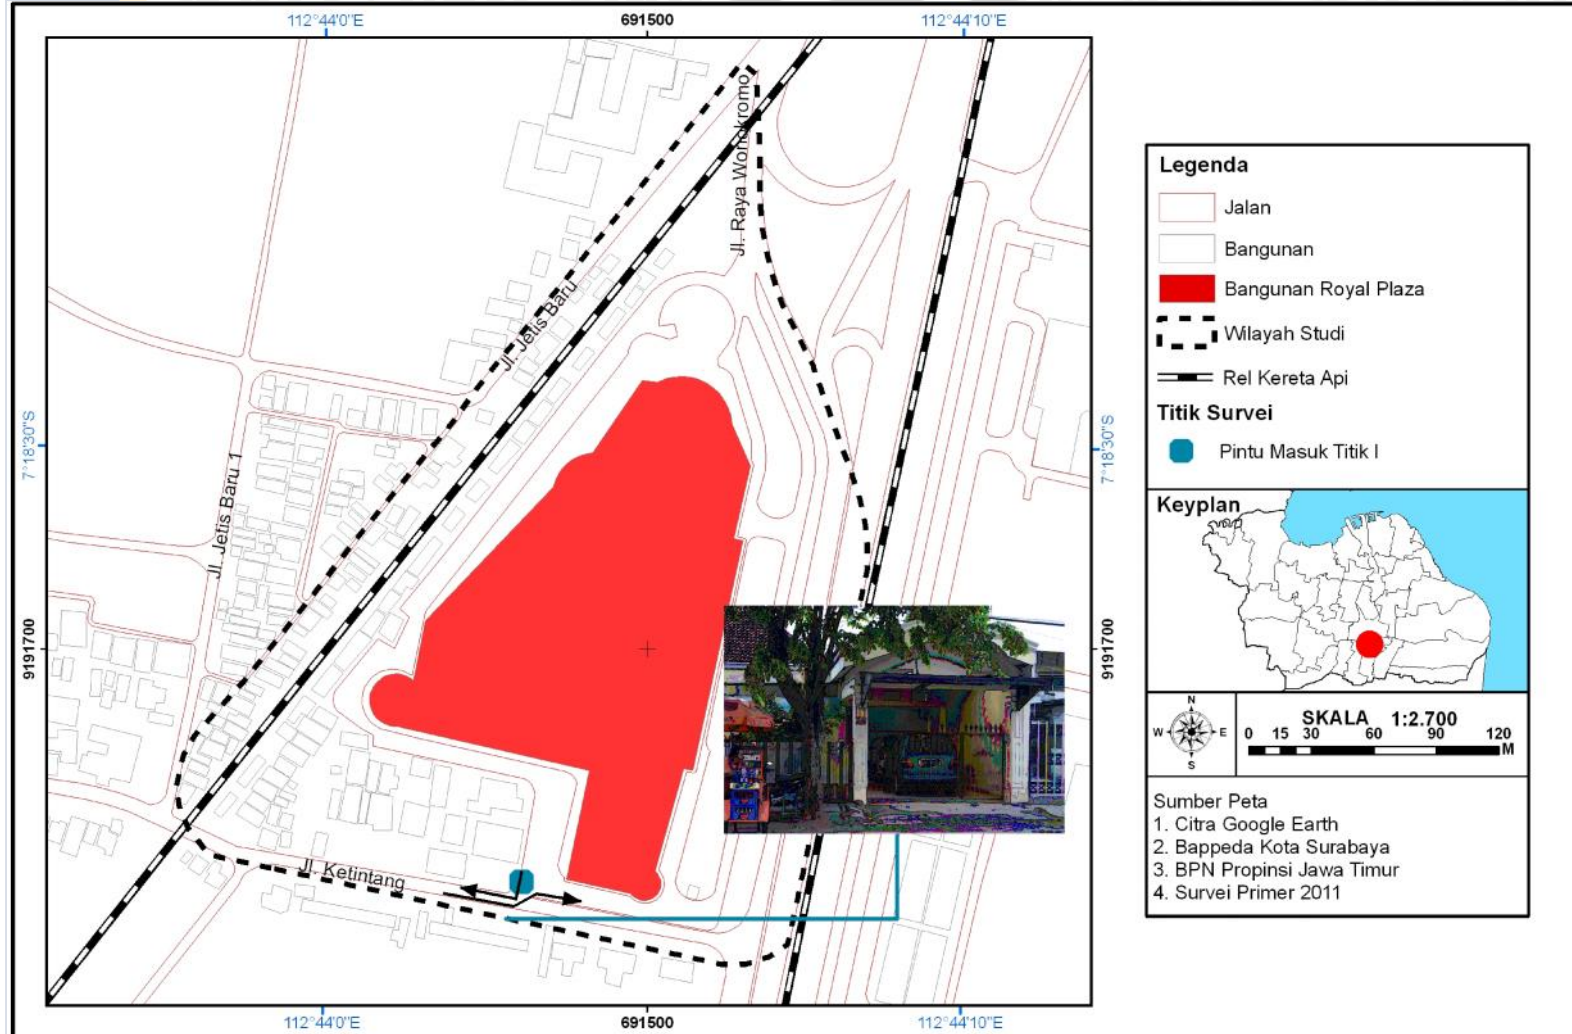 112°44'0"E
691500
112°44'10"E
Jl. Raya Wonokromo
Jl. Jetis Baru
7°18'30"S
7°18'30"S
Jl. Jetis Baru 1
9191700
9191700
Jl. Ketintang
112°44'0"E
691500
112°44'10"E
Legenda
Jalan
Bangunan
Bangunan Royal Plaza
Wilayah Studi
Rel Kereta Api
Titik Survei
Pintu Masuk Titik I
Keyplan
N
W
E
S
SKALA 1:2.700
0 15 30 60 90 120
M
Sumber Peta
1. Citra Google Earth
2. Bappeda Kota Surabaya
3. BPN Propinsi Jawa Timur
4. Survei Primer 2011